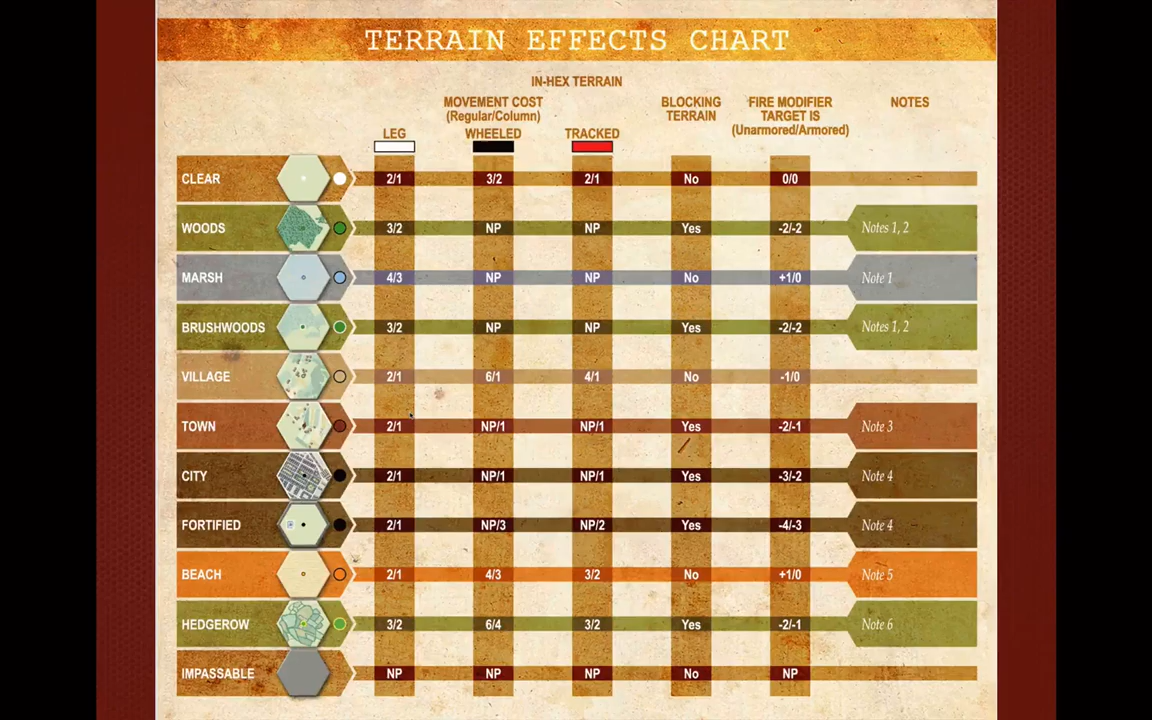 TERRAIN EFFECTS CHART
IN-HEX TERRAIN
MOVEMENT COST
(Regular/Column)
BLOCKING
TERRAIN
FIRE MODIFIER
TARGET IS
(Unarmored/Armored)
NOTES
LEG WHEELED TRACKED
CLEAR 2/1 3/2 2/1 No 0/0
WOODS 3/2 NP NP Yes -2/-2 Notes 1, 2
MARSH 4/3 NP NP No +1/0 Note 1
BRUSHWOODS 3/2 NP NP Yes -2/-2 Notes 1, 2
VILLAGE 2/1 6/1 4/1 No -1/0
TOWN 2/1 NP/1 NP/1 Yes -2/-1 Note 3
CITY 2/1 NP/1 NP/1 Yes -3/-2 Note 4
FORTIFIED 2/1 NP/3 NP/2 Yes -4/-3 Note 4
BEACH 2/1 4/3 3/2 No +1/0 Note 5
HEDGEROW 3/2 6/4 3/2 Yes -2/-1 Note 6
IMPASSABLE NP NP NP No NP